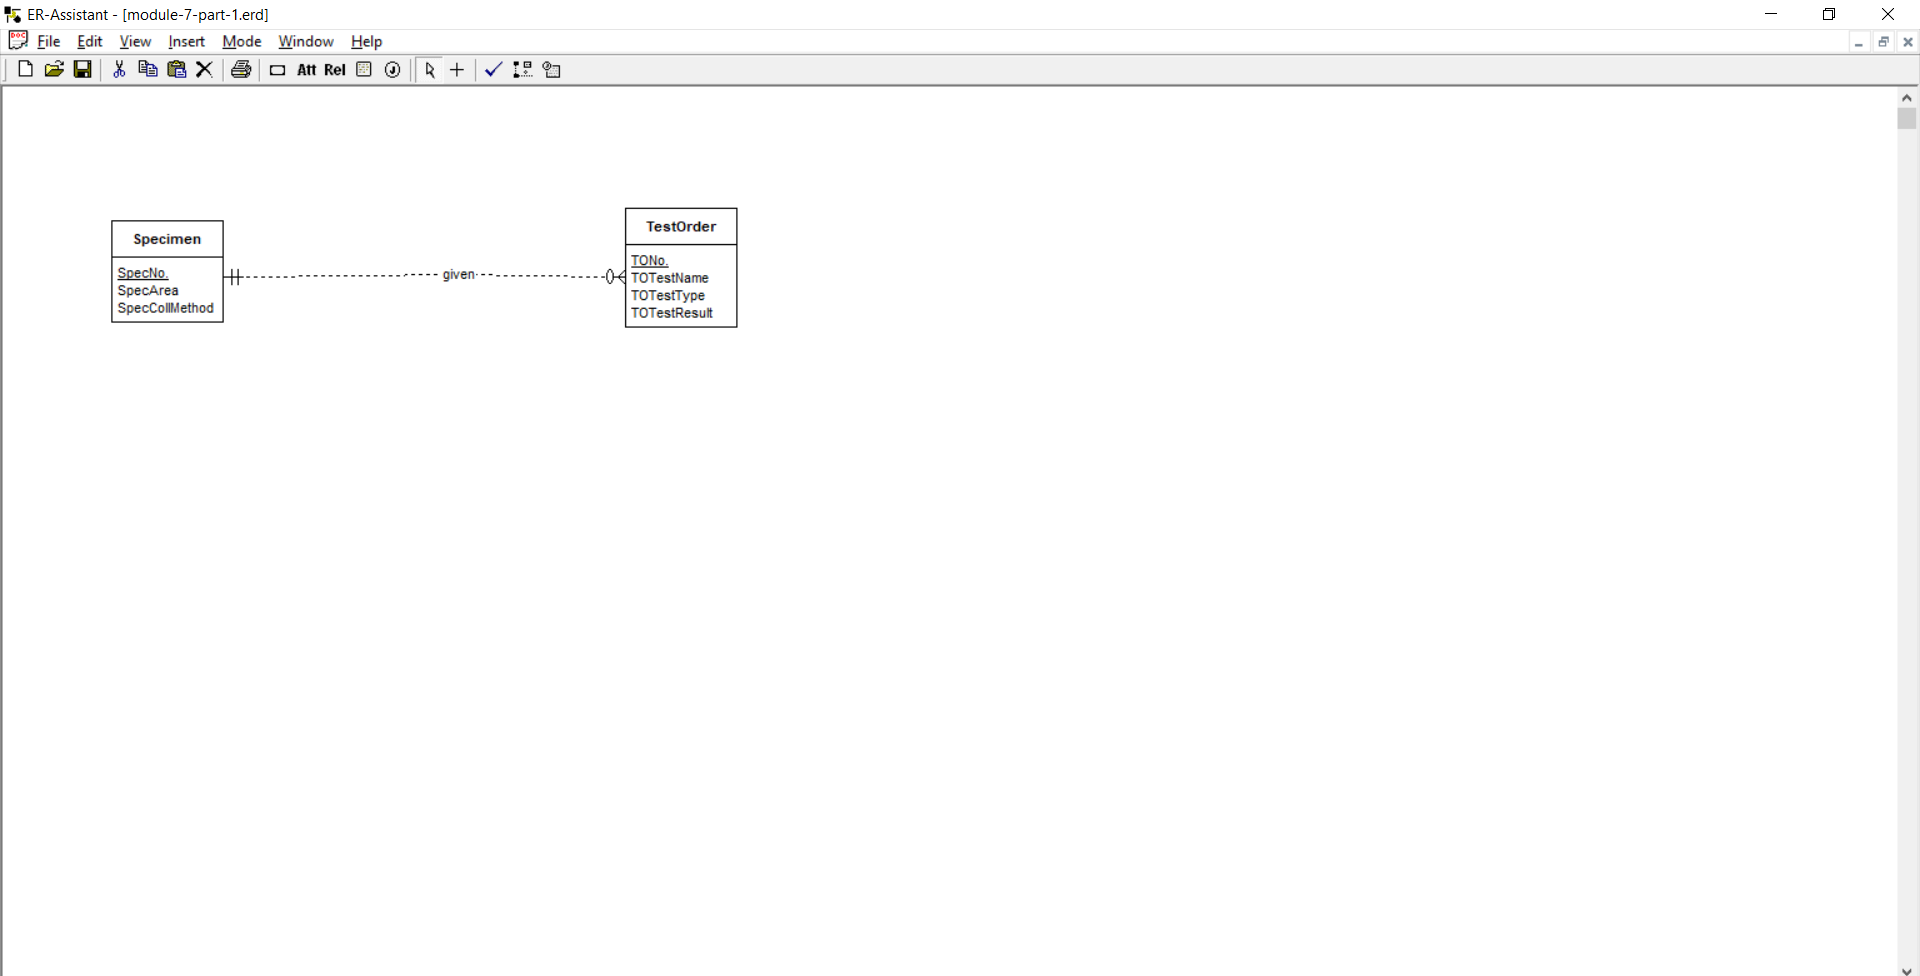 ER-Assistant - [module-7-part-1.erd]
File Edit View Insert Mode Window Help
Att Rel J
Specimen
SpecNo.
SpecArea
SpecCollMethod
given
TestOrder
TONo.
TOTestName
TOTestType
TOTestResult